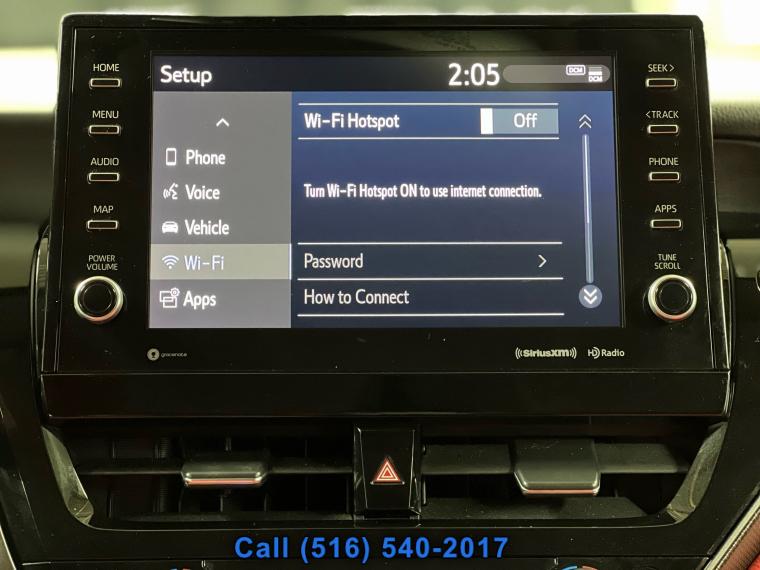 HOME
MENU
AUDIO
MAP
POWER
VOLUME
Setup
2:05
DCM
DCM
Phone
Voice
Vehicle
Wi-Fi
Apps
Wi-Fi Hotspot
Off
Turn Wi-Fi Hotspot ON to use internet connection.
Password
How to Connect
SEEK >
< TRACK
PHONE
APPS
TUNE
SCROLL
gracenote
((SiriusXM))
HD Radio
Call (516) 540-2017